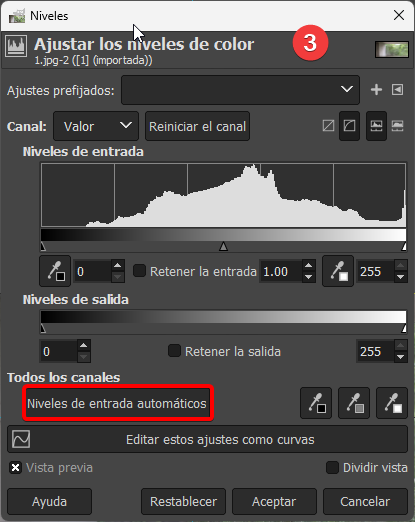 Niveles
Ajustar los niveles de color
1.jpg-2 ([1] (importada))
3
Ajustes prefijados:
Canal: Valor Reiniciar el canal
Niveles de entrada
0 Retener la entrada 1.00 255
Niveles de salida
0 Retener la salida 255
Todos los canales
Niveles de entrada automáticos
Editar estos ajustes como curvas
Vista previa Dividir vista
Ayuda Restablecer Aceptar Cancelar